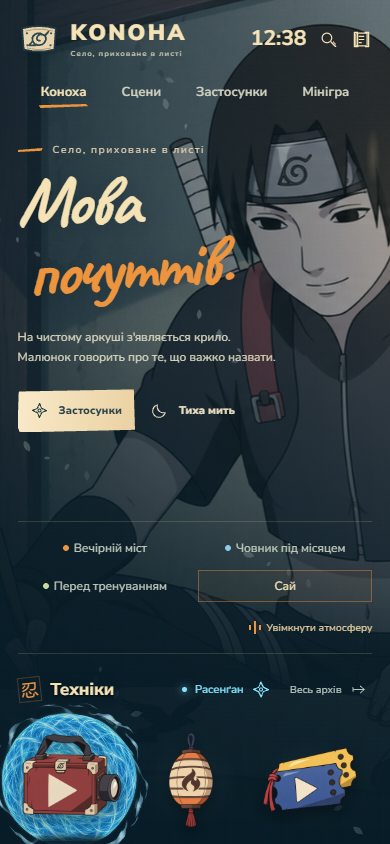 KONOHA
Село, приховане в листі
12:38
Коноха
Сцени
Застосунки
Мінігра
Село, приховане в листі
Мова
почуттів.
На чистому аркуші з'являється крило.
Малюнок говорить про те, що важко назвати.
Застосунки
Тиха мить
Вечірній міст
Човник під місяцем
Перед тренуванням
Сай
Увімкнути атмосферу
忍 Техніки
Расенґан
Весь архів